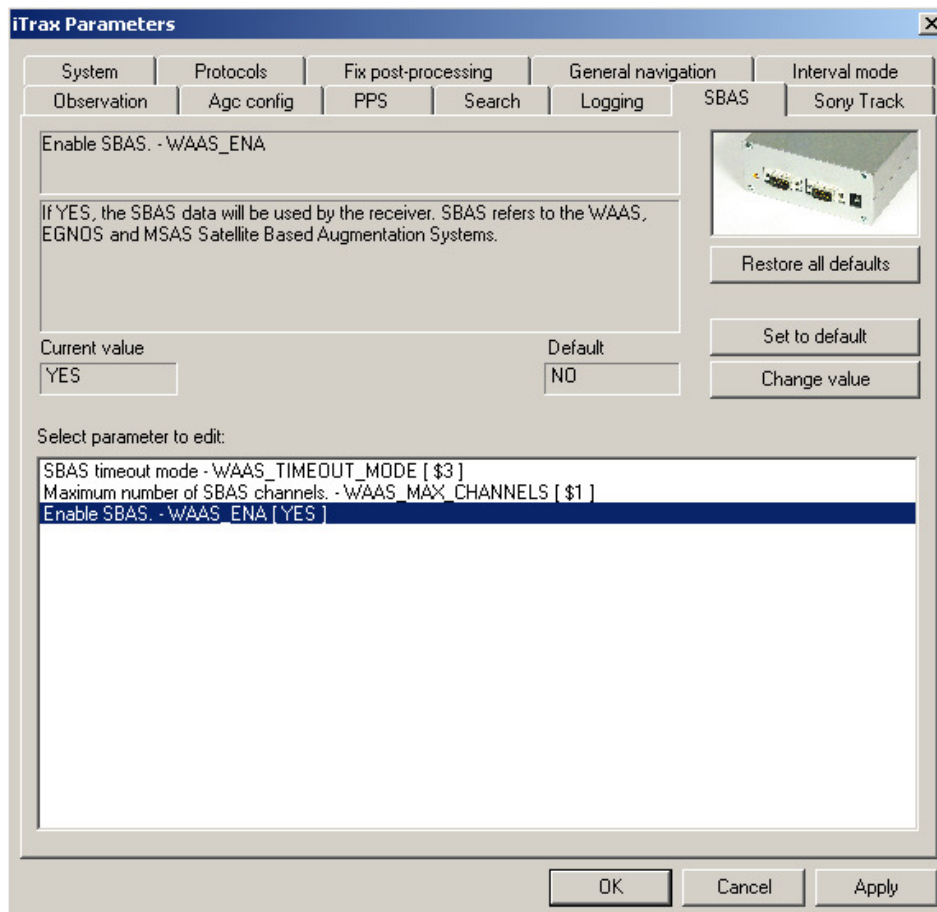 iTrax Parameters
System Protocols Fix post-processing General navigation Interval mode
Observation Agc config PPS Search Logging SBAS Sony Track
Enable SBAS. - WAAS_ENA
If YES, the SBAS data will be used by the receiver. SBAS refers to the WAAS,
EGNOS and MSAS Satellite Based Augmentation Systems.
Restore all defaults
Current value
Default
Set to default
YES
NO
Change value
Select parameter to edit:
SBAS timeout mode - WAAS_TIMEOUT_MODE [ $3 ]
Maximum number of SBAS channels. - WAAS_MAX_CHANNELS [ $1 ]
Enable SBAS. - WAAS_ENA [ YES ]
OK Cancel Apply